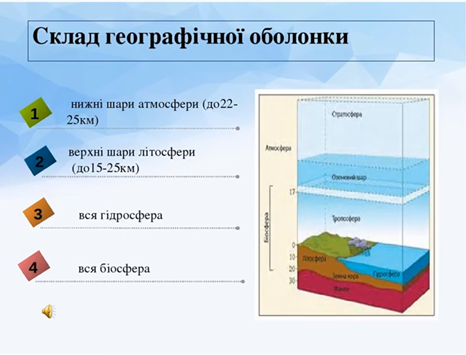 Склад географічної оболонки
1
нижні шари атмосфери (до22-
25км)
2
верхні шари літосфери
(до15-25км)
3
вся гідросфера
4
вся біосфера
Стратосфера
Атмосфера
Озоновий шар
17
Біосфера
Тропосфера
0
10
20
30
Літосфера
Гідросфера
Земна кора
Мантія